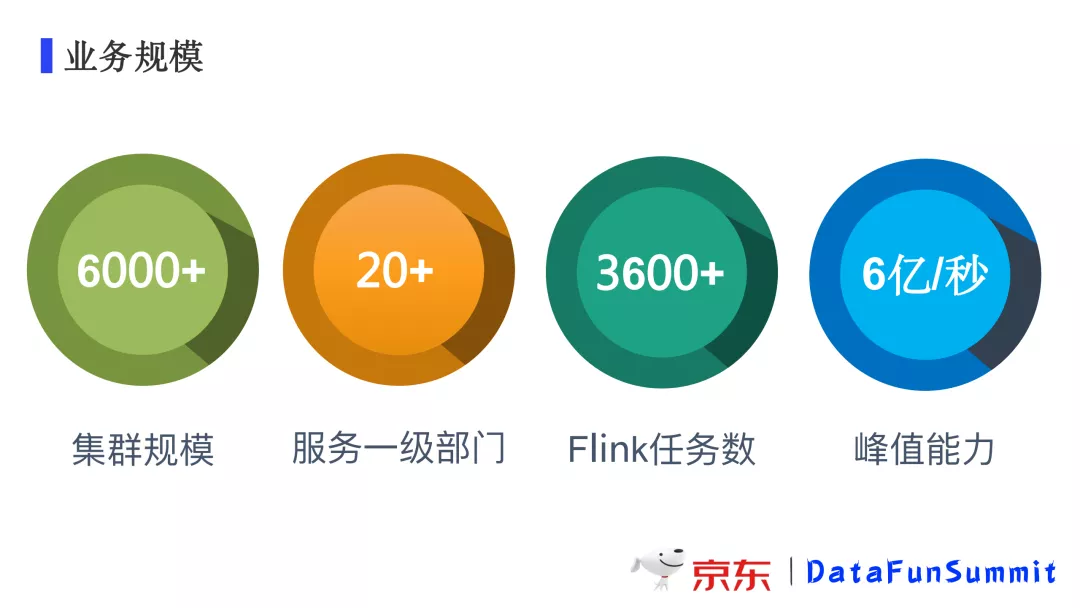 业务规模
6000+
20+
3600+
6亿/秒
集群规模
服务一级部门
Flink任务数
峰值能力
京东 | DataFunSummit